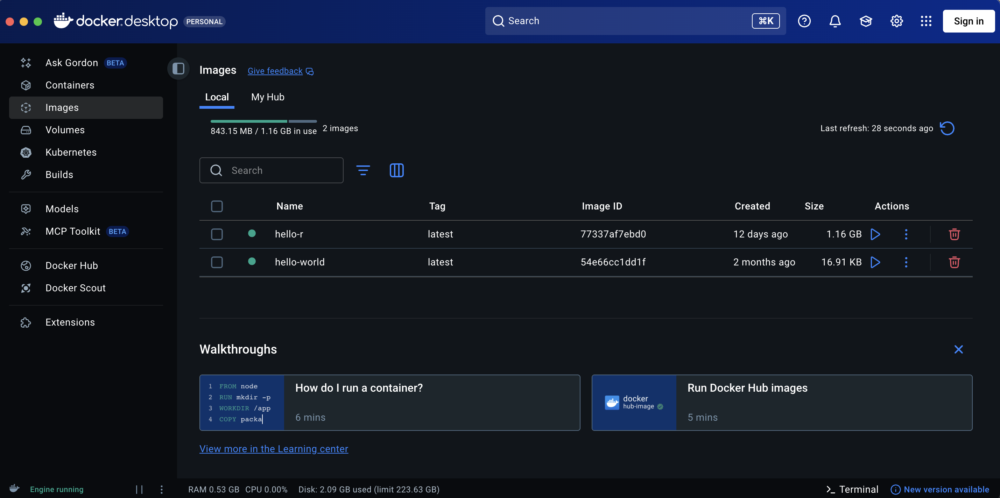 docker.desktop PERSONAL
Search ⌘K
Sign in
Ask Gordon BETA
Containers
Images
Volumes
Kubernetes
Builds
Models
MCP Toolkit BETA
Docker Hub
Docker Scout
Extensions
Images Give feedback
Local My Hub
843.15 MB / 1.16 GB in use 2 images
Last refresh: 28 seconds ago
Search
Name Tag Image ID Created Size Actions
hello-r latest 77337af7ebd0 12 days ago 1.16 GB
hello-world latest 54e66cc1dd1f 2 months ago 16.91 KB
Walkthroughs
1 FROM node
2 RUN mkdir -p
3 WORKDIR /app
4 COPY packa
How do I run a container?
6 mins
docker
hub-image
Run Docker Hub images
5 mins
View more in the Learning center
Engine running
RAM 0.53 GB CPU 0.00% Disk: 2.09 GB used (limit 223.63 GB)
Terminal
New version available